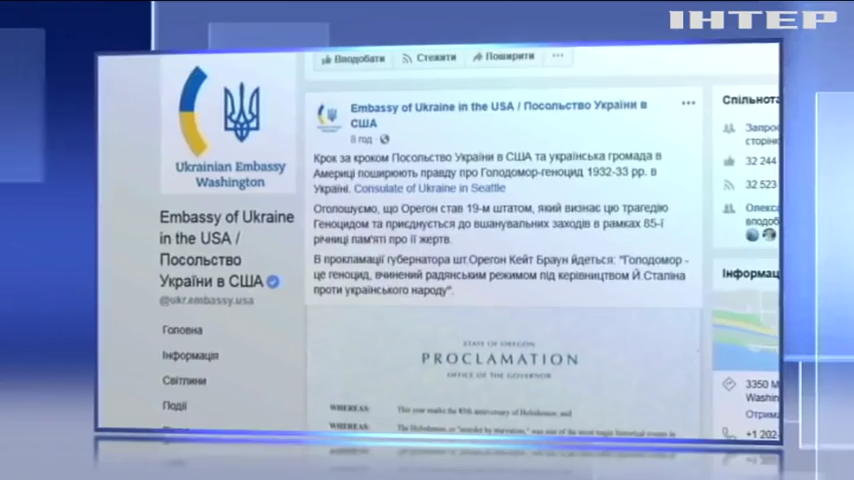 ІНТЕР
Вподобати Стежити Поширити ...
Ukrainian Embassy
Washington
Embassy of Ukraine
in the USA /
Посольство
України в США
@ukr.embassy.usa
Головна
Інформація
Світлини
Події
Embassy of Ukraine in the USA / Посольство України в
США
8 год ·
Крок за кроком Посольство України в США та українська громада в
Америці поширюють правду про Голодомор-геноцид 1932-33 рр. в
Україні. Consulate of Ukraine in Seattle
Оголошуємо, що Орегон став 19-м штатом, який визнає цю трагедію
Геноцидом та приєднується до вшанувальних заходів в рамках 85-ї
річниці пам'яті про її жертв.
В прокламації губернатора шт.Орегон Кейт Браун йдеться: "Голодомор -
це геноцид, вчинений радянським режимом під керівництвом Й.Сталіна
проти українського народу".
STATE OF OREGON
PROCLAMATION
OFFICE OF THE GOVERNOR
WHEREAS: This year marks the 85th anniversary of Holodomor; and
WHEREAS: The Holodomor, or "murder by starvation," was one of the most tragic historical events in
Спільнота
Запрос
сторінк
32 244
32 523
Олекса
вподоб
Інформац
3350 M
Washin
Отрима
+1 202